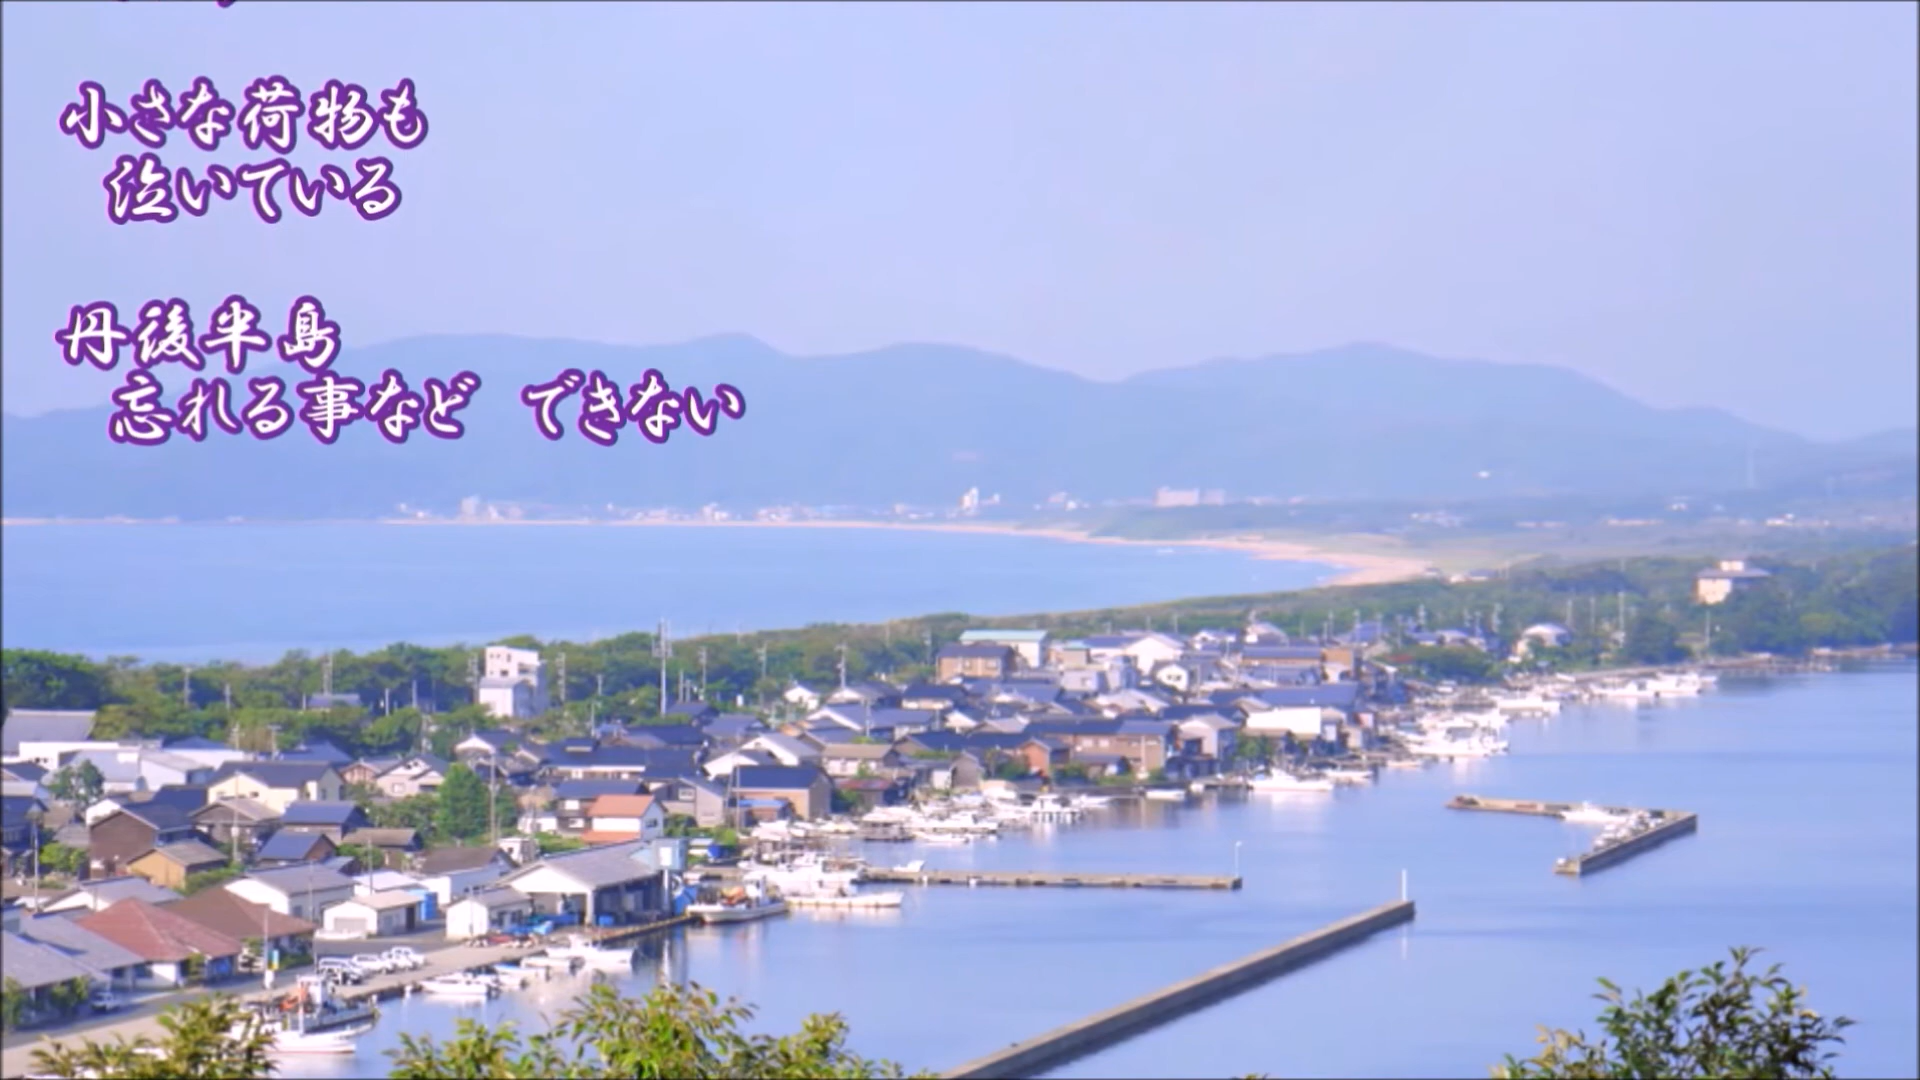 小さな荷物も
泣いている
丹後半島
忘れる事など　できない